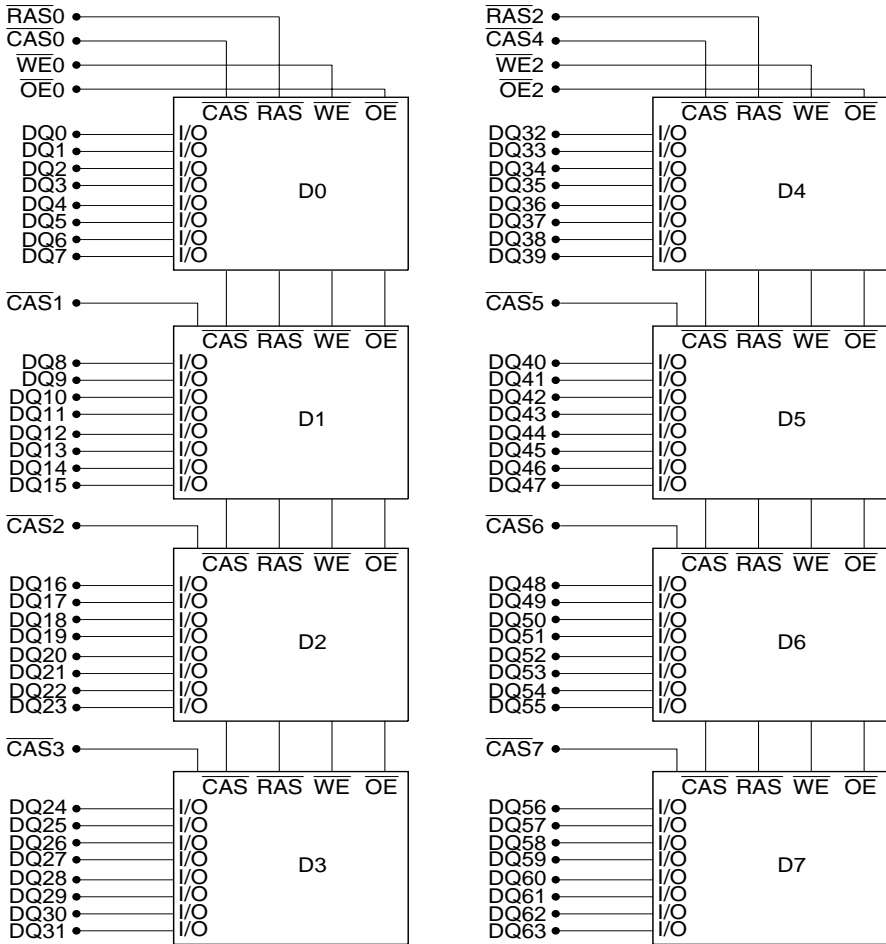 RAS0
CAS0
WE0
OE0
CAS RAS WE OE
DQ0 I/O
DQ1 I/O
DQ2 I/O
DQ3 I/O
DQ4 I/O
DQ5 I/O
DQ6 I/O
DQ7 I/O
D0
CAS1
CAS RAS WE OE
DQ8 I/O
DQ9 I/O
DQ10 I/O
DQ11 I/O
DQ12 I/O
DQ13 I/O
DQ14 I/O
DQ15 I/O
D1
CAS2
CAS RAS WE OE
DQ16 I/O
DQ17 I/O
DQ18 I/O
DQ19 I/O
DQ20 I/O
DQ21 I/O
DQ22 I/O
DQ23 I/O
D2
CAS3
CAS RAS WE OE
DQ24 I/O
DQ25 I/O
DQ26 I/O
DQ27 I/O
DQ28 I/O
DQ29 I/O
DQ30 I/O
DQ31 I/O
D3
RAS2
CAS4
WE2
OE2
CAS RAS WE OE
DQ32 I/O
DQ33 I/O
DQ34 I/O
DQ35 I/O
DQ36 I/O
DQ37 I/O
DQ38 I/O
DQ39 I/O
D4
CAS5
CAS RAS WE OE
DQ40 I/O
DQ41 I/O
DQ42 I/O
DQ43 I/O
DQ44 I/O
DQ45 I/O
DQ46 I/O
DQ47 I/O
D5
CAS6
CAS RAS WE OE
DQ48 I/O
DQ49 I/O
DQ50 I/O
DQ51 I/O
DQ52 I/O
DQ53 I/O
DQ54 I/O
DQ55 I/O
D6
CAS7
CAS RAS WE OE
DQ56 I/O
DQ57 I/O
DQ58 I/O
DQ59 I/O
DQ60 I/O
DQ61 I/O
DQ62 I/O
DQ63 I/O
D7